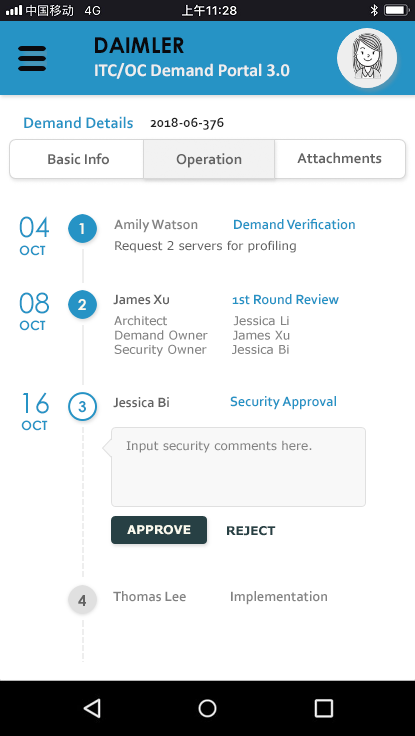 中国移动 4G 上午11:28
DAIMLER
ITC/OC Demand Portal 3.0
Demand Details 2018-06-376
Basic Info Operation Attachments
04 OCT 1 Amily Watson Demand Verification
Request 2 servers for profiling
08 OCT 2 James Xu 1st Round Review
Architect Jessica Li
Demand Owner James Xu
Security Owner Jessica Bi
16 OCT 3 Jessica Bi Security Approval
Input security comments here.
APPROVE REJECT
4 Thomas Lee Implementation